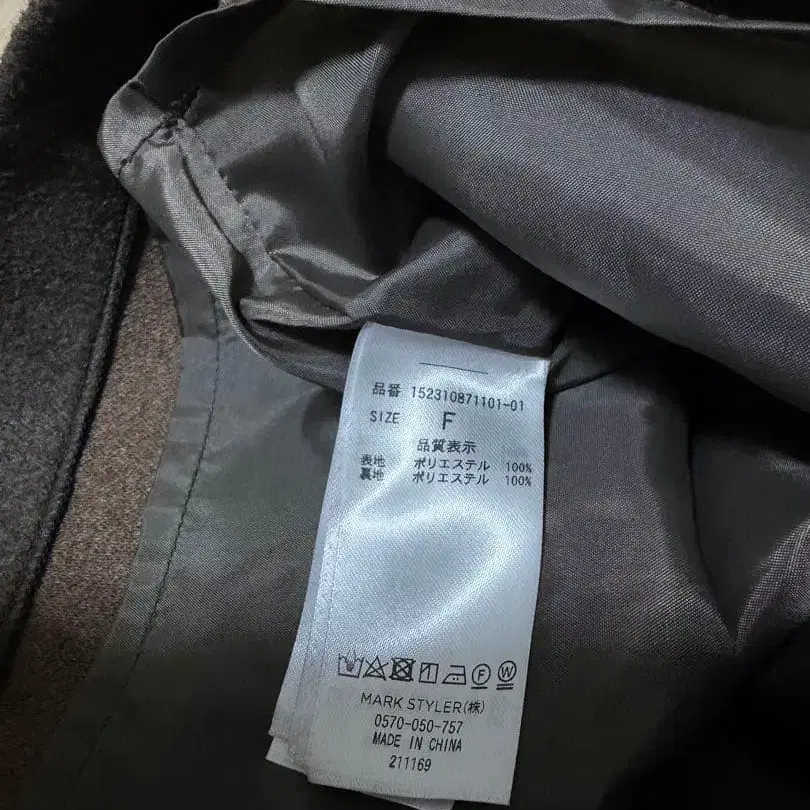 品番 152310871101-01
SIZE F
品質表示
表地 ポリエステル 100%
裏地 ポリエステル 100%
F W
MARK STYLER(株)
0570-050-757
MADE IN CHINA
211169